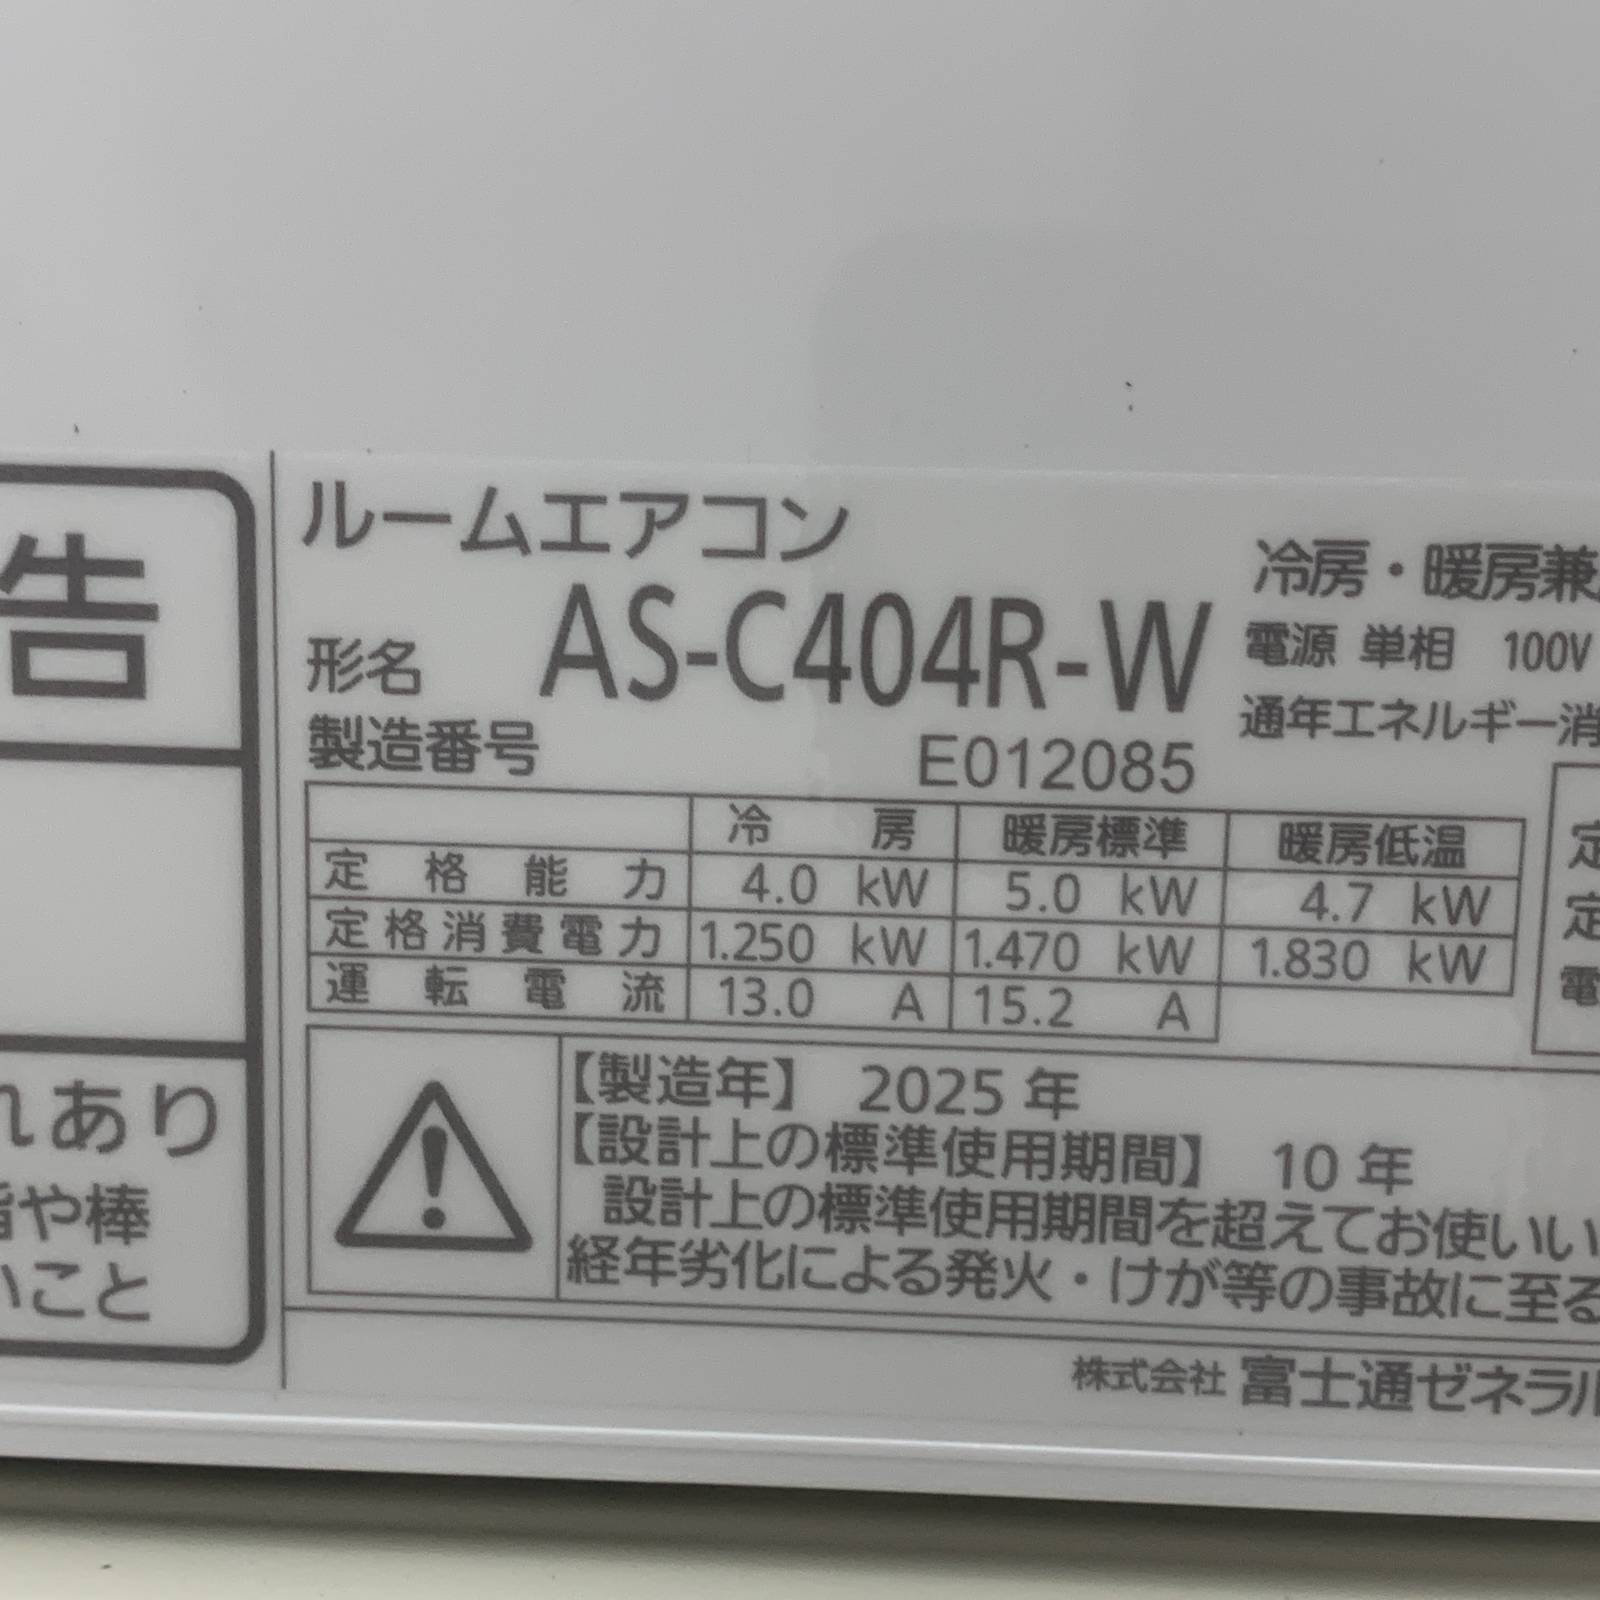 告
れあり
や棒
いこと
ルームエアコン
形名 AS-C404R-W
製造番号 E012085
冷房・暖房兼
電源 単相 100V
通年エネルギー消
冷房 暖房標準 暖房低温
定格能力 4.0 kW 5.0 kW 4.7 kW
定格消費電力 1.250 kW 1.470 kW 1.830 kW
運転電流 13.0 A 15.2 A
定
定
電
【製造年】 2025 年
【設計上の標準使用期間】 10 年
設計上の標準使用期間を超えてお使いい
経年劣化による発火・けが等の事故に至る
株式会社 富士通ゼネラル